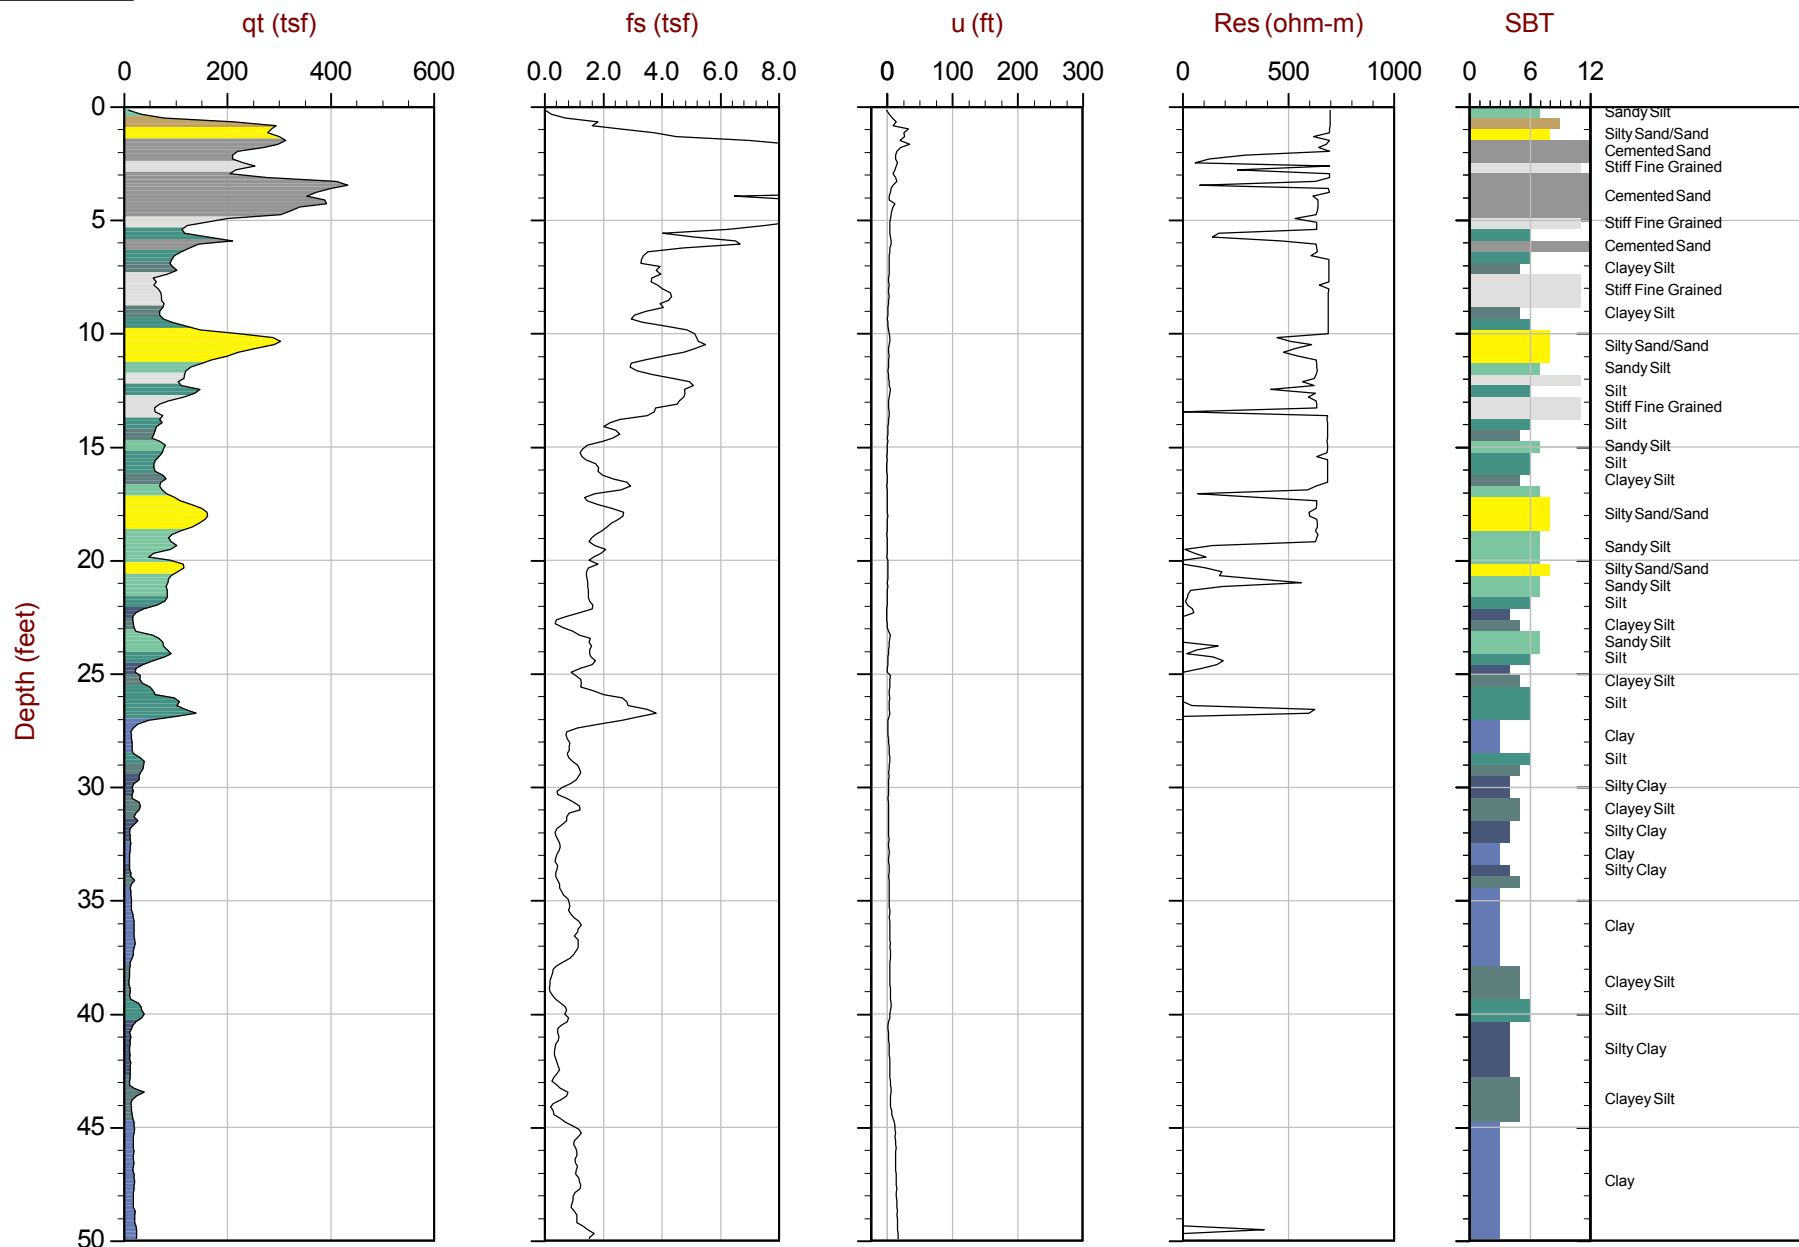 qt (tsf) fs (tsf) u (ft) Res (ohm-m) SBT
0 200 400 600 0.0 2.0 4.0 6.0 8.0 0 100 200 300 0 500 1000 0 6 12
0
Sandy Silt
Silty Sand/Sand
Cemented Sand
Stiff Fine Grained
Cemented Sand
5
Stiff Fine Grained
Cemented Sand
Clayey Silt
Stiff Fine Grained
Clayey Silt
10
Silty Sand/Sand
Sandy Silt
Silt
Stiff Fine Grained
Silt
15
Sandy Silt
Silt
Clayey Silt
Silty Sand/Sand
Sandy Silt
20
Silty Sand/Sand
Sandy Silt
Silt
Clayey Silt
Sandy Silt
Silt
25
Clayey Silt
Silt
Depth (feet)
Clay
Silt
30
Silty Clay
Clayey Silt
Silty Clay
Clay
Silty Clay
35
Clay
Clayey Silt
40
Silt
Silty Clay
Clayey Silt
45
Clay
50